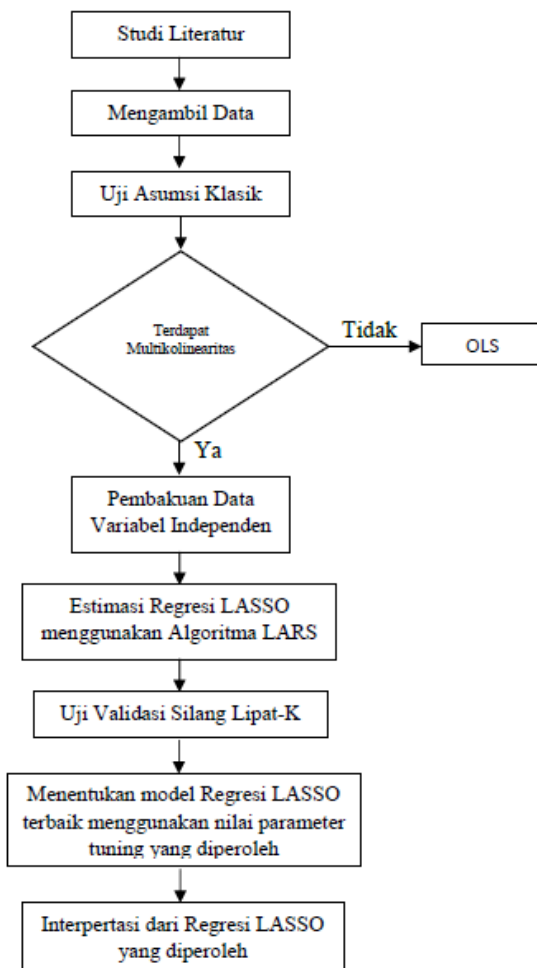 Studi Literatur
Mengambil Data
Uji Asumsi Klasik
Terdapat
Multikolinearitas
Tidak
OLS
Ya
Pembakuan Data
Variabel Independen
Estimasi Regresi LASSO
menggunakan Algoritma LARS
Uji Validasi Silang Lipat-K
Menentukan model Regresi LASSO
terbaik menggunakan nilai parameter
tuning yang diperoleh
Interpertasi dari Regresi LASSO
yang diperoleh